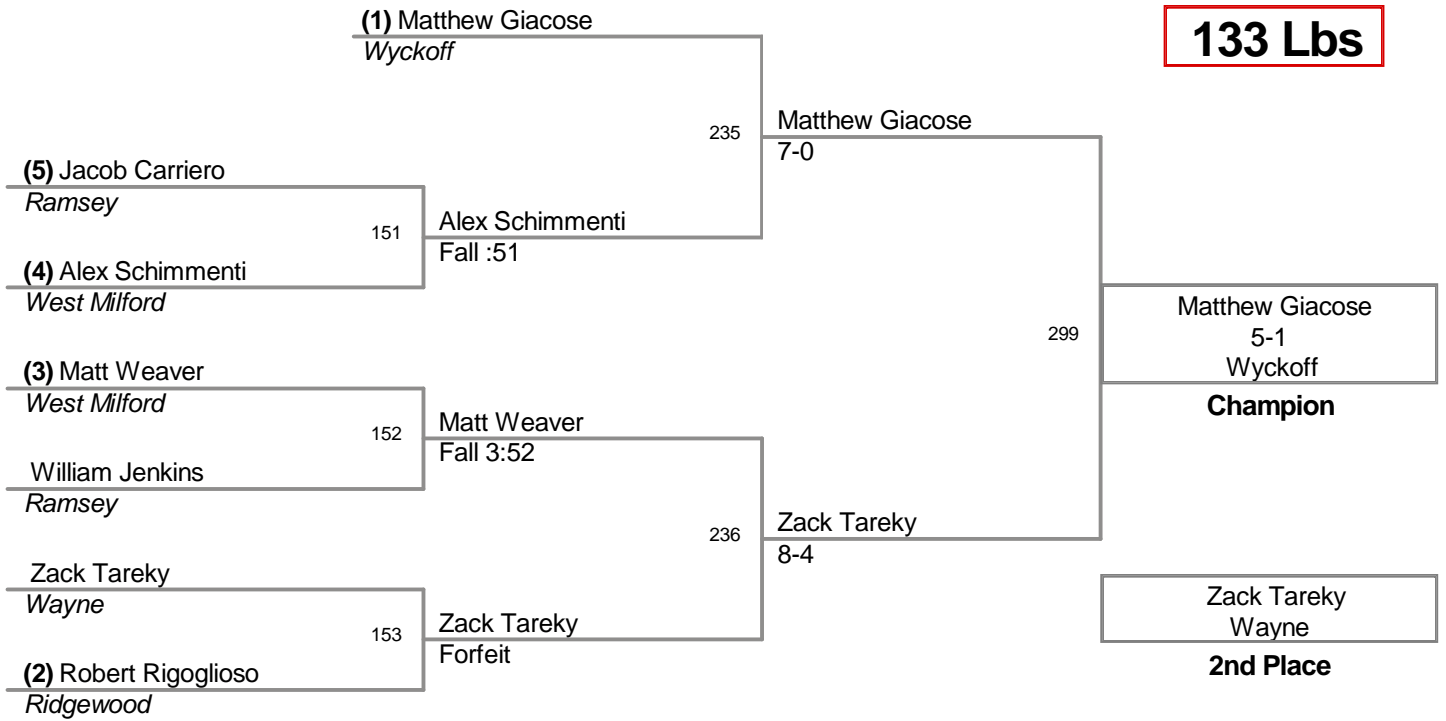 (1) Matthew Giacose
Wyckoff
133 Lbs
235
Matthew Giacose
7-0
(5) Jacob Carriero
Ramsey
151
Alex Schimmenti
Fall :51
(4) Alex Schimmenti
West Milford
299
Matthew Giacose
5-1
Wyckoff
Champion
(3) Matt Weaver
West Milford
152
Matt Weaver
Fall 3:52
William Jenkins
Ramsey
236
Zack Tareky
8-4
Zack Tareky
Wayne
153
Zack Tareky
Forfeit
(2) Robert Rigoglioso
Ridgewood
Zack Tareky
Wayne
2nd Place